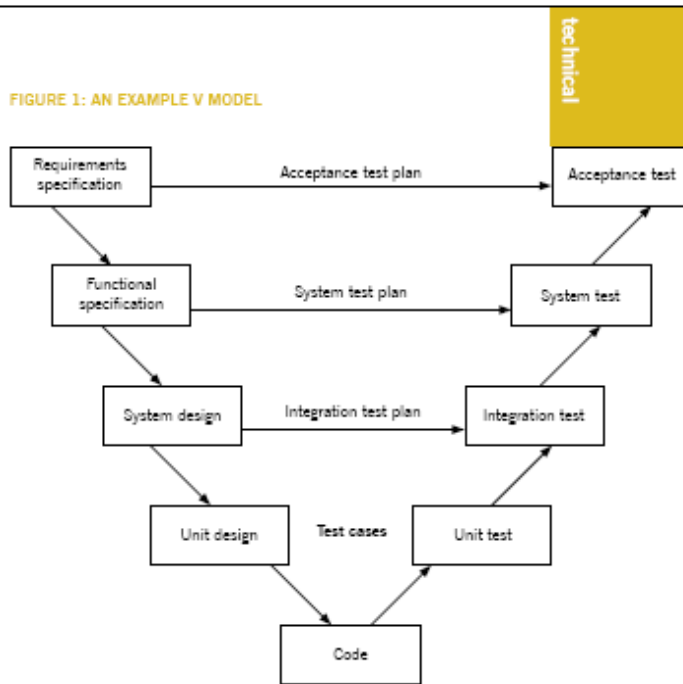 technical
FIGURE 1: AN EXAMPLE V MODEL
Requirements
specification
Acceptance test plan
Acceptance test
Functional
specification
System test plan
System test
System design
Integration test plan
Integration test
Unit design
Test cases
Unit test
Code